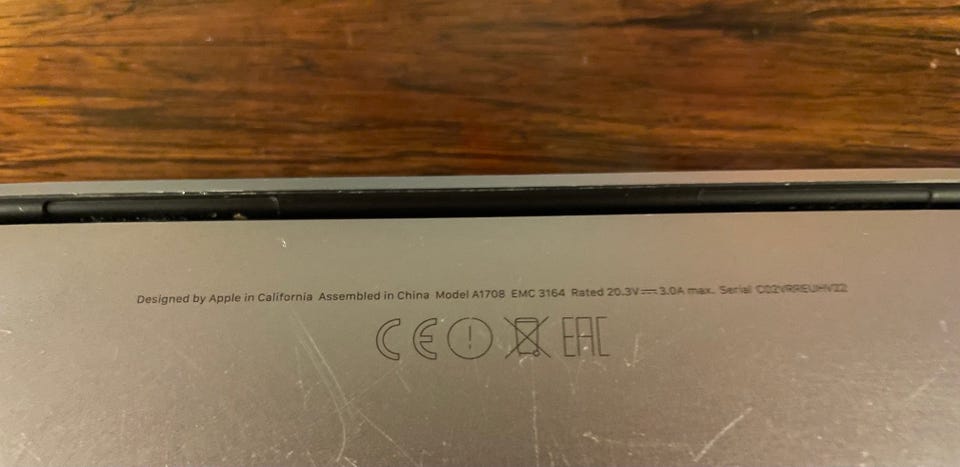 Designed by Apple in California Assembled in China Model A1708 EMC 3164 Rated 20.3V⎓3.0A max. Serial
CE EAC